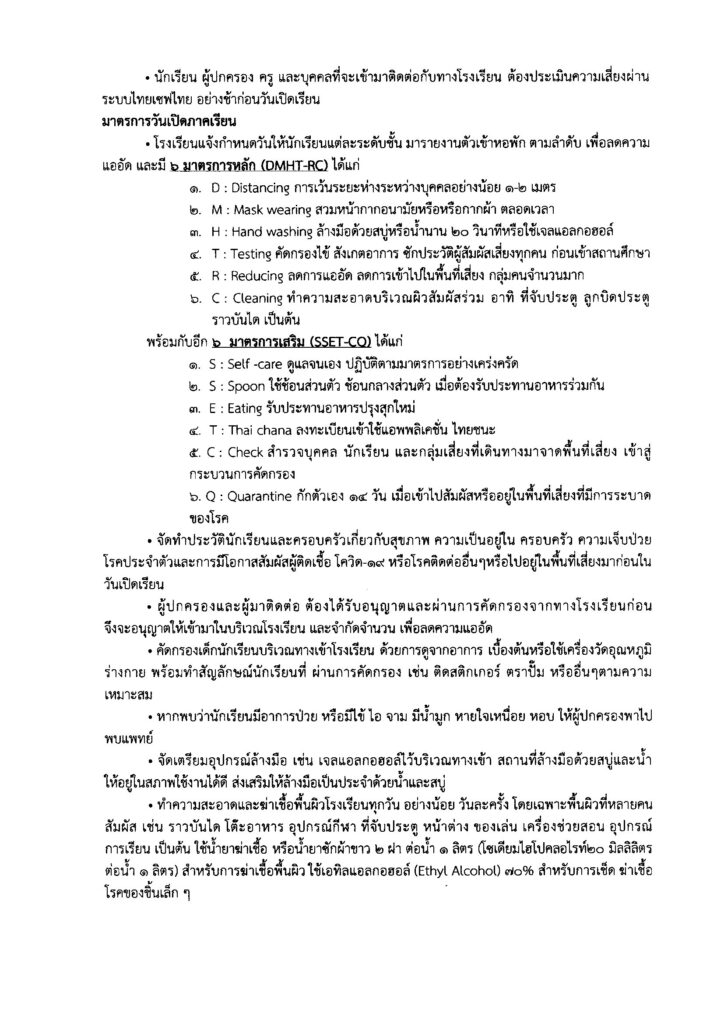 • นักเรียน ผู้ปกครอง ครู และบุคคลที่จะเข้ามาติดต่อกับทางโรงเรียน ต้องประเมินความเสี่ยงผ่าน
ระบบไทยเซฟไทย อย่างช้าก่อนวันเปิดเรียน
มาตรการวันเปิดภาคเรียน
• โรงเรียนแจ้งกำหนดวันให้นักเรียนแต่ละระดับชั้น มารายงานตัวเข้าหอพัก ตามลำดับ เพื่อลดความ
แออัด และมี ๖ มาตรการหลัก (DMHT-RC) ได้แก่
๑. D : Distancing การเว้นระยะห่างระหว่างบุคคลอย่างน้อย ๑-๒ เมตร
๒. M : Mask wearing สวมหน้ากากอนามัยหรือหรือกากผ้า ตลอดเวลา
๓. H : Hand washing ล้างมือด้วยสบู่หรือน้ำนาน ๒๐ วินาทีหรือใช้เจลแอลกอฮอล์
๔. T : Testing คัดกรองไข้ สังเกตอาการ ซักประวัติผู้สัมผัสเสี่ยงทุกคน ก่อนเข้าสถานศึกษา
๕. R : Reducing ลดการแออัด ลดการเข้าไปในพื้นที่เสี่ยง กลุ่มคนจำนวนมาก
๖. C : Cleaning ทำความสะอาดบริเวณผิวสัมผัสร่วม อาทิ ที่จับประตู ลูกบิดประตู
ราวบันได เป็นต้น
พร้อมกับอีก ๖ มาตรการเสริม (SSET-CQ) ได้แก่
๑. S : Self -care ดูแลจนเอง ปฏิบัติตามมาตรการอย่างเคร่งครัด
๒. S : Spoon ใช้ช้อนส่วนตัว ช้อนกลางส่วนตัว เมื่อต้องรับประทานอาหารร่วมกัน
๓. E : Eating รับประทานอาหารปรุงสุกใหม่
๔. T : Thai chana ลงทะเบียนเข้าใช้แอพพลิเคชั่น ไทยชนะ
๕. C : Check สำรวจบุคคล นักเรียน และกลุ่มเสี่ยงที่เดินทางมาจาดพื้นที่เสี่ยง เข้าสู่
กระบวนการคัดกรอง
๖. Q : Quarantine กักตัวเอง ๑๔ วัน เมื่อเข้าไปสัมผัสหรืออยู่ในพื้นที่เสี่ยงที่มีการระบาด
ของโรค
• จัดทำประวัตินักเรียนและครอบครัวเกี่ยวกับสุขภาพ ความเป็นอยู่ใน ครอบครัว ความเจ็บป่วย
โรคประจำตัวและการมีโอกาสสัมผัสผู้ติดเชื้อ โควิด-๑๙ หรือโรคติดต่ออื่นๆหรือไปอยู่ในพื้นที่เสี่ยงมาก่อนใน
วันเปิดเรียน
• ผู้ปกครองและผู้มาติดต่อ ต้องได้รับอนุญาตและผ่านการคัดกรองจากทางโรงเรียนก่อน
จึงจะอนุญาตให้เข้ามาในบริเวณโรงเรียน และจำกัดจำนวน เพื่อลดความแออัด
• คัดกรองเด็กนักเรียนบริเวณทางเข้าโรงเรียน ด้วยการดูจากอาการ เบื้องต้นหรือใช้เครื่องวัดอุณหภูมิ
ร่างกาย พร้อมทำสัญลักษณ์นักเรียนที่ ผ่านการคัดกรอง เช่น ติดสติกเกอร์ ตราปั๊ม หรืออื่นๆตามความ
เหมาะสม
• หากพบว่านักเรียนมีอาการป่วย หรือมีไข้ ไอ จาม มีน้ำมูก หายใจเหนื่อย หอบ ให้ผู้ปกครองพาไป
พบแพทย์
• จัดเตรียมอุปกรณ์ล้างมือ เช่น เจลแอลกอฮอล์ไว้บริเวณทางเข้า สถานที่ล้างมือด้วยสบู่และน้ำ
ให้อยู่ในสภาพใช้งานได้ดี ส่งเสริมให้ล้างมือเป็นประจำด้วยน้ำและสบู่
• ทำความสะอาดและฆ่าเชื้อพื้นผิวโรงเรียนทุกวัน อย่างน้อย วันละครั้ง โดยเฉพาะพื้นผิวที่หลายคน
สัมผัส เช่น ราวบันได โต๊ะอาหาร อุปกรณ์กีฬา ที่จับประตู หน้าต่าง ของเล่น เครื่องช่วยสอน อุปกรณ์
การเรียน เป็นต้น ใช้น้ำยาฆ่าเชื้อ หรือน้ำยาซักผ้าขาว ๒ ฝา ต่อน้ำ ๑ ลิตร (โซเดียมไฮโปคลอไรท์๒๐ มิลลิลิตร
ต่อน้ำ ๑ ลิตร) สำหรับการฆ่าเชื้อพื้นผิว ใช้เอทิลแอลกอฮอล์ (Ethyl Alcohol) ๗๐% สำหรับการเช็ด ฆ่าเชื้อ
โรคของชิ้นเล็ก ๆ